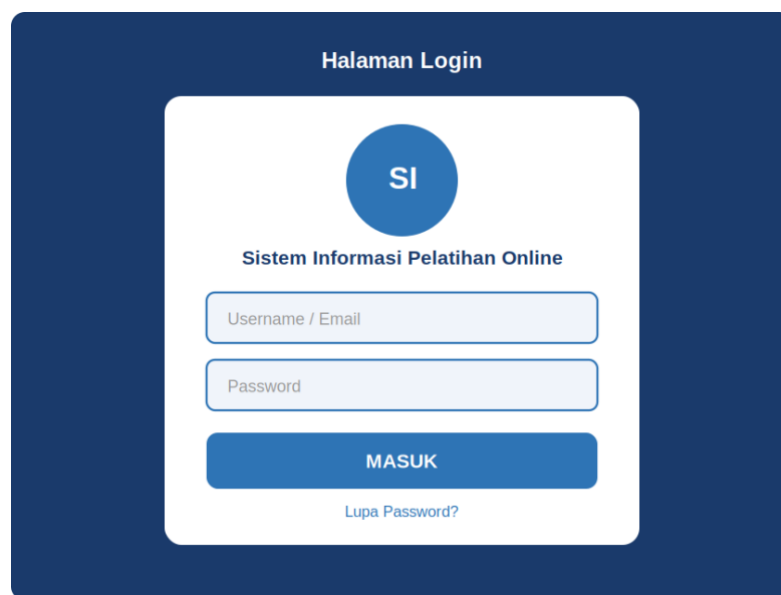 Halaman Login
SI
Sistem Informasi Pelatihan Online
Username / Email
Password
MASUK
Lupa Password?